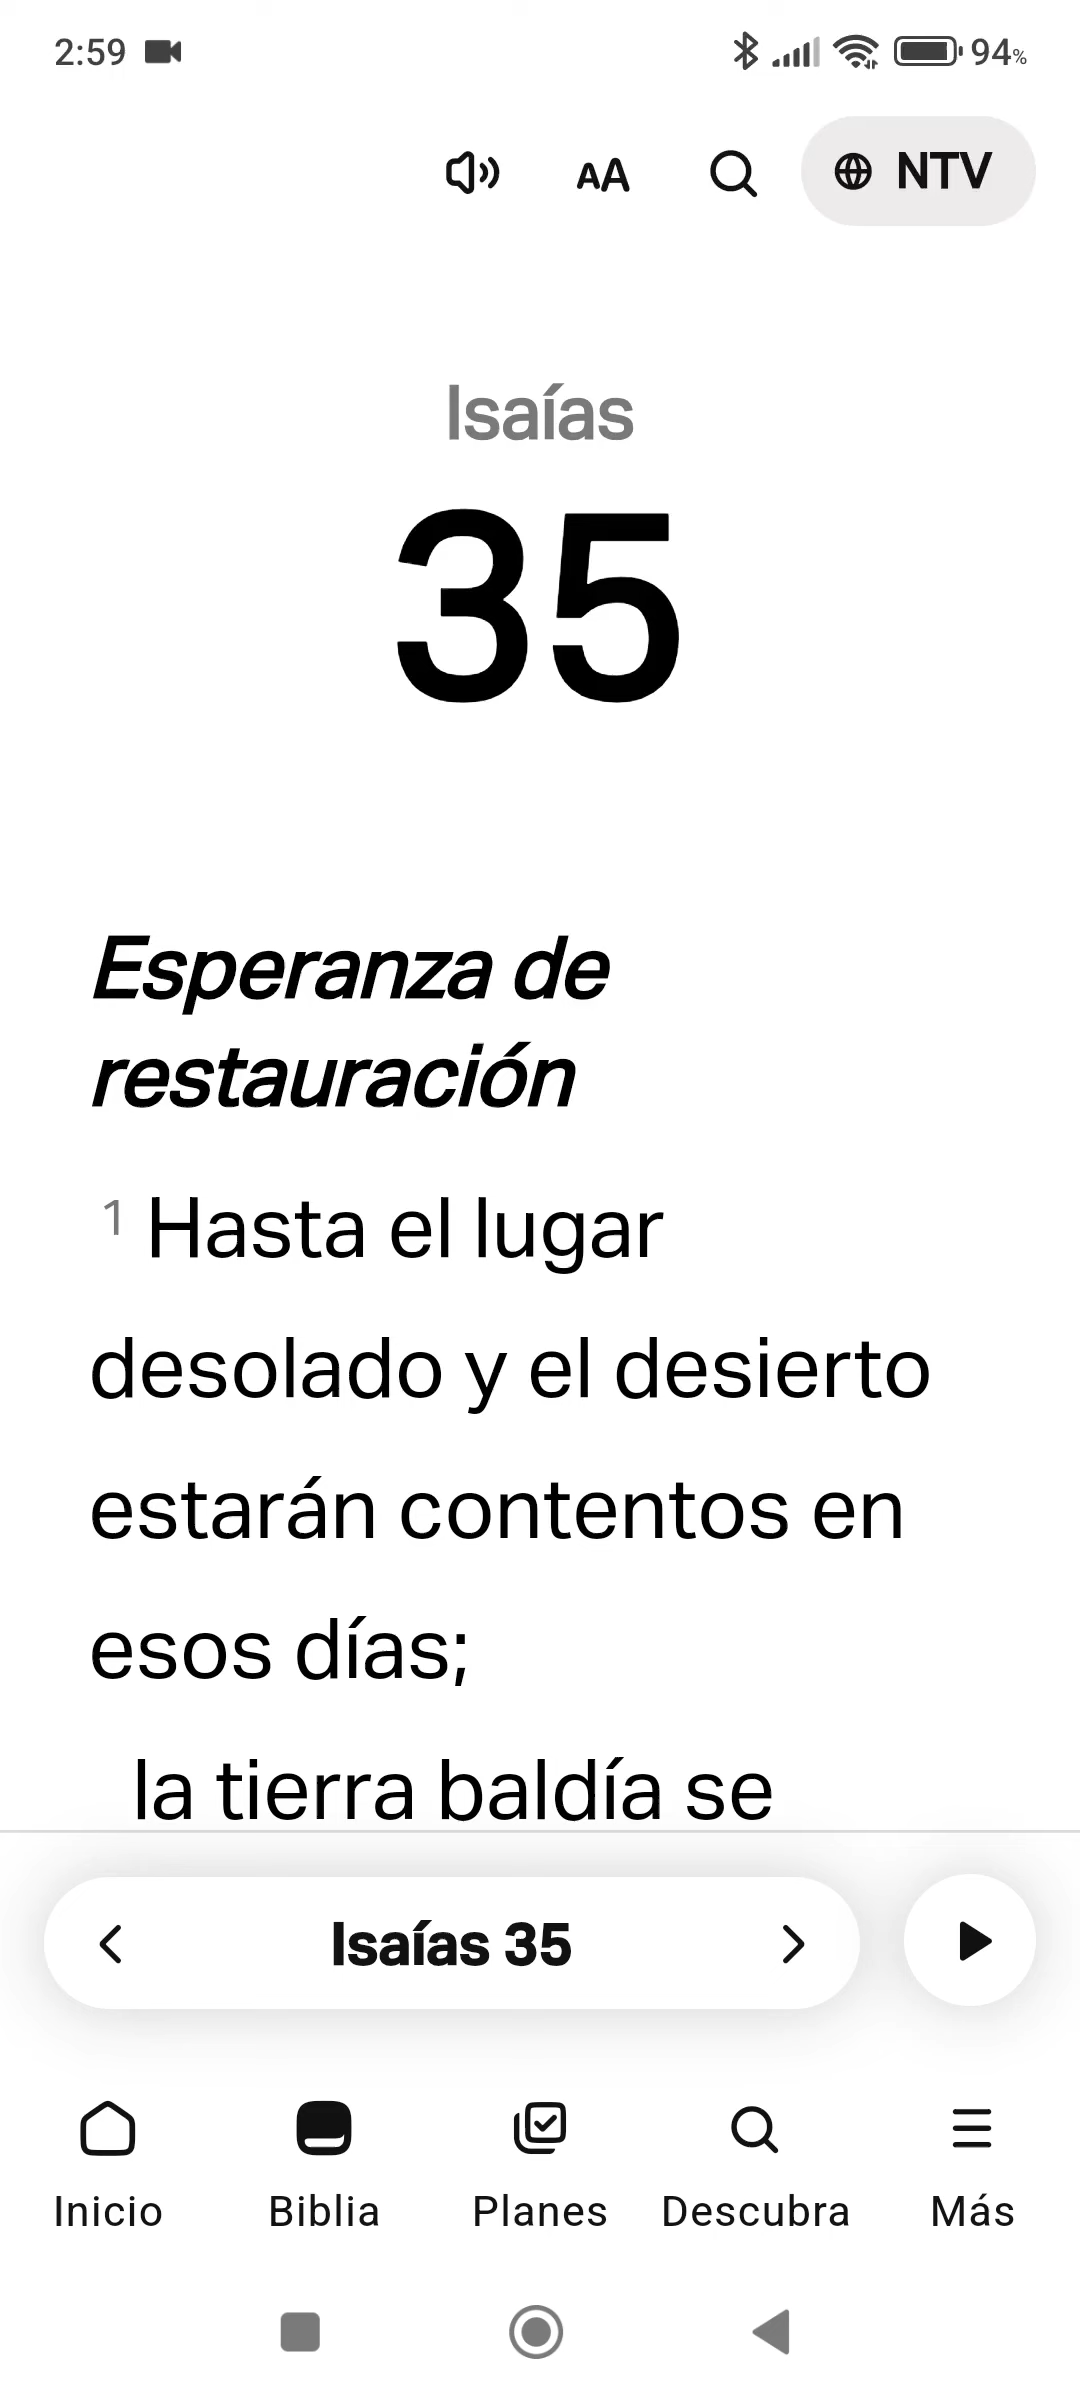 2:59
94%
AA
NTV
Isaías
35
Esperanza de
restauración
1 Hasta el lugar
desolado y el desierto
estarán contentos en
esos días;
la tierra baldía se
Isaías 35
Inicio
Biblia
Planes
Descubra
Más